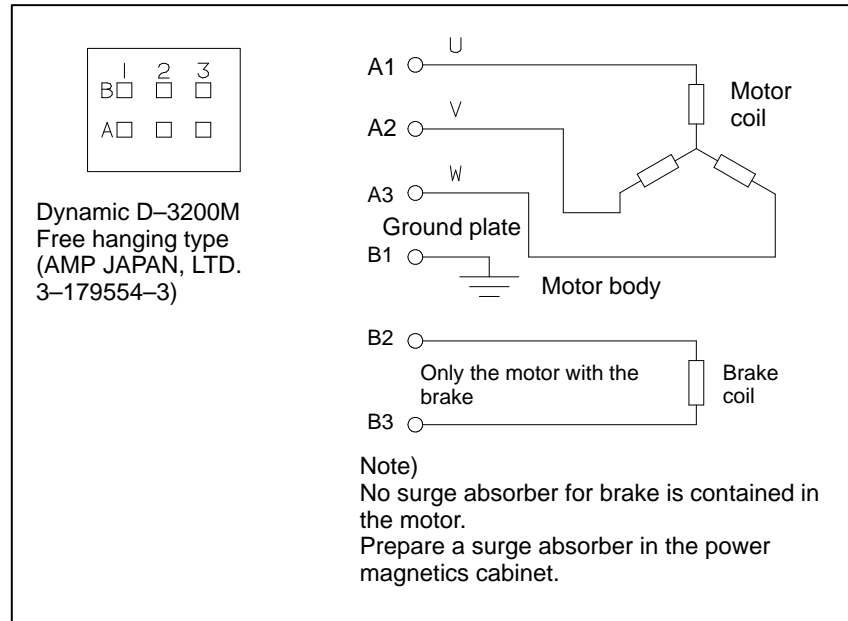 1 2 3
B
A
Dynamic D–3200M
Free hanging type
(AMP JAPAN, LTD.
3–179554–3)
A1
U
Motor
coil
A2
V
A3
W
Ground plate
B1
Motor body
B2
Only the motor with the
brake
Brake
coil
B3
Note)
No surge absorber for brake is contained in
the motor.
Prepare a surge absorber in the power
magnetics cabinet.